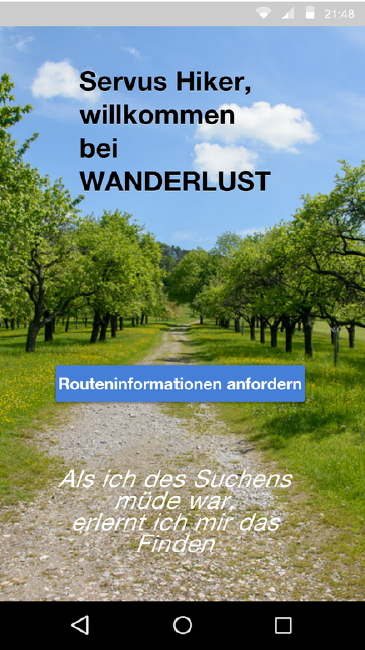 21:48
Servus Hiker,
willkommen
bei
WANDERLUST
Routeninformationen anfordern
Als ich des Suchens
müde war,
erlernt ich mir das
Finden